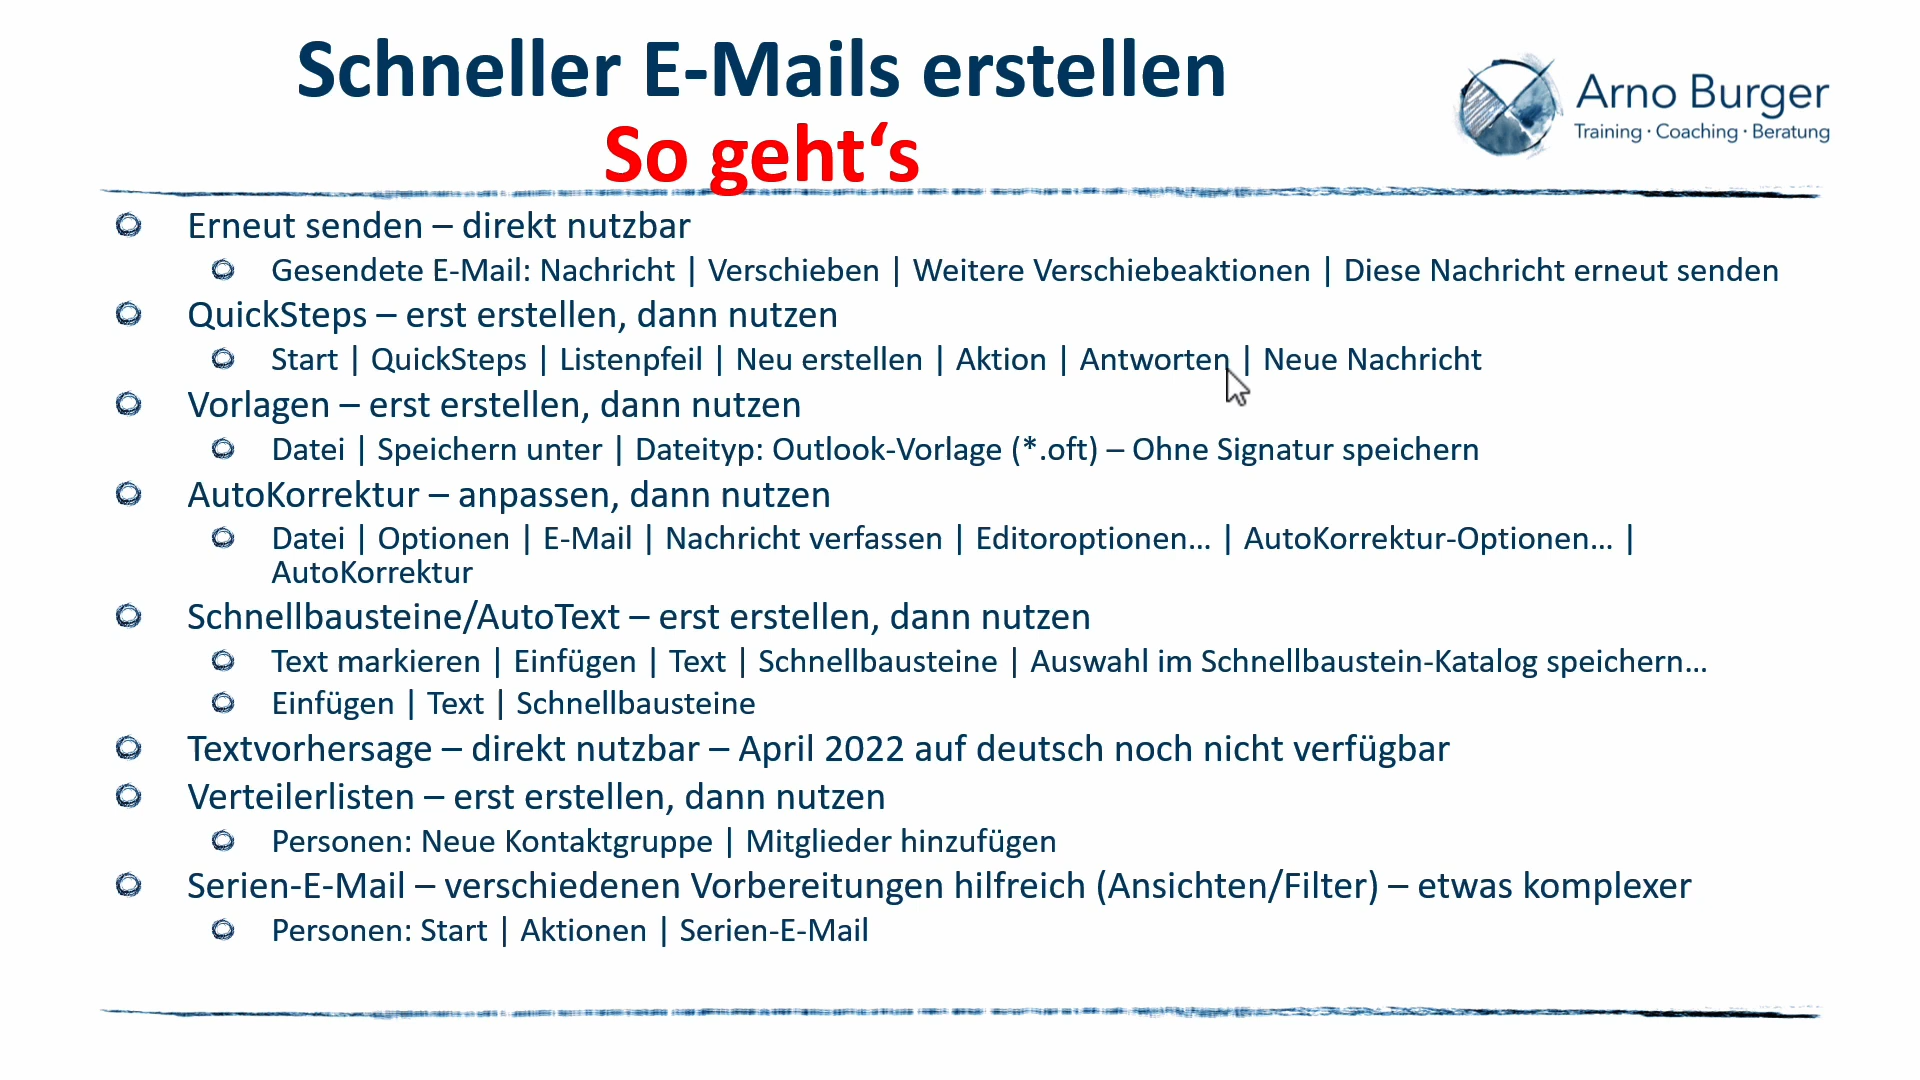 Schneller E-Mails erstellen
So geht‘s
Arno Burger
Training · Coaching · Beratung
Erneut senden – direkt nutzbar
Gesendete E-Mail: Nachricht | Verschieben | Weitere Verschiebeaktionen | Diese Nachricht erneut senden
QuickSteps – erst erstellen, dann nutzen
Start | QuickSteps | Listenpfeil | Neu erstellen | Aktion | Antworten | Neue Nachricht
Vorlagen – erst erstellen, dann nutzen
Datei | Speichern unter | Dateityp: Outlook-Vorlage (*.oft) – Ohne Signatur speichern
AutoKorrektur – anpassen, dann nutzen
Datei | Optionen | E-Mail | Nachricht verfassen | Editoroptionen… | AutoKorrektur-Optionen… |
AutoKorrektur
Schnellbausteine/AutoText – erst erstellen, dann nutzen
Text markieren | Einfügen | Text | Schnellbausteine | Auswahl im Schnellbaustein-Katalog speichern…
Einfügen | Text | Schnellbausteine
Textvorhersage – direkt nutzbar – April 2022 auf deutsch noch nicht verfügbar
Verteilerlisten – erst erstellen, dann nutzen
Personen: Neue Kontaktgruppe | Mitglieder hinzufügen
Serien-E-Mail – verschiedenen Vorbereitungen hilfreich (Ansichten/Filter) – etwas komplexer
Personen: Start | Aktionen | Serien-E-Mail